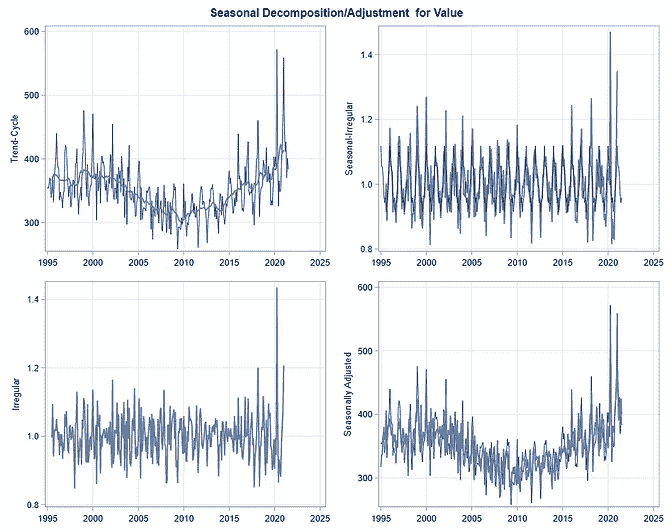 Seasonal Decomposition/Adjustment for Value
600
500
400
300
Trend-Cycle
1995 2000 2005 2010 2015 2020 2025
1.4
1.2
1.0
0.8
Seasonal-Irregular
1995 2000 2005 2010 2015 2020 2025
1.4
1.2
1.0
0.8
Irregular
1995 2000 2005 2010 2015 2020 2025
600
500
400
300
Seasonally Adjusted
1995 2000 2005 2010 2015 2020 2025